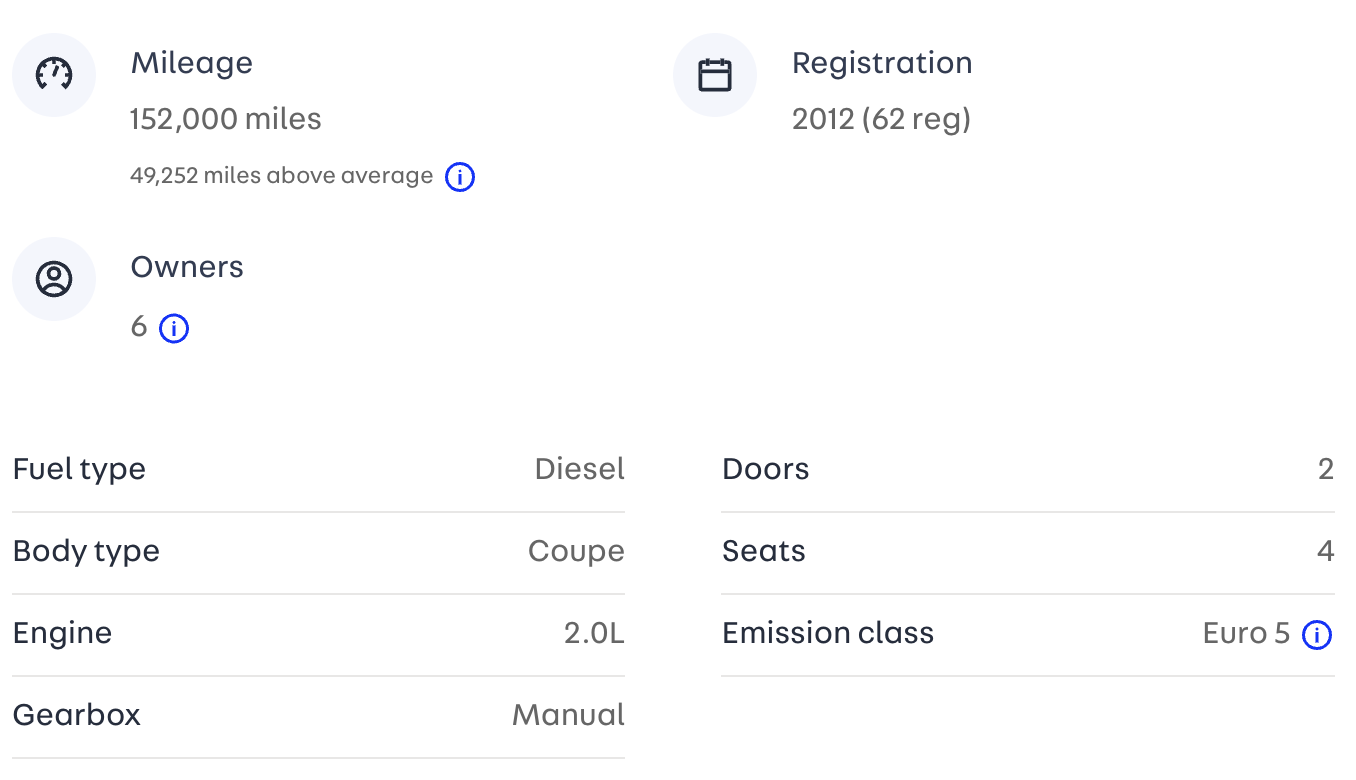 Mileage
152,000 miles
49,252 miles above average
Registration
2012 (62 reg)
Owners
6
Fuel type Diesel
Body type Coupe
Engine 2.0L
Gearbox Manual
Doors 2
Seats 4
Emission class Euro 5